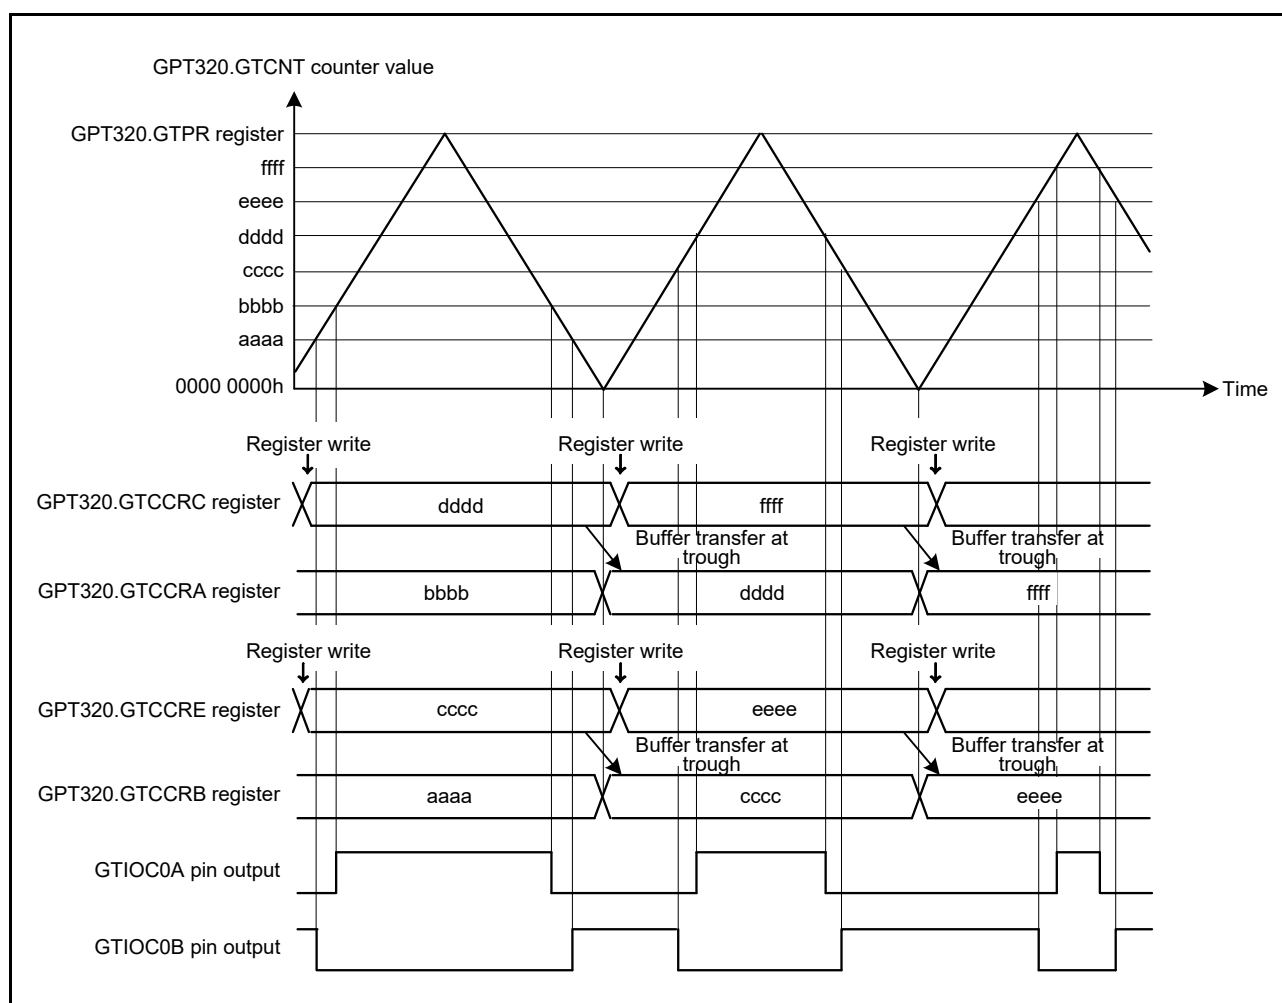 GPT320.GTCNT counter value
GPT320.GTPR register
ffff
eeee
dddd
cccc
bbbb
aaaa
0000 0000h
Time
Register write Register write Register write
GPT320.GTCCRC register dddd ffff
Buffer transfer at Buffer transfer at
trough trough
GPT320.GTCCRA register bbbb dddd ffff
Register write Register write Register write
GPT320.GTCCRE register cccc eeee
Buffer transfer at Buffer transfer at
trough trough
GPT320.GTCCRB register aaaa cccc eeee
GTIOC0A pin output
GTIOC0B pin output